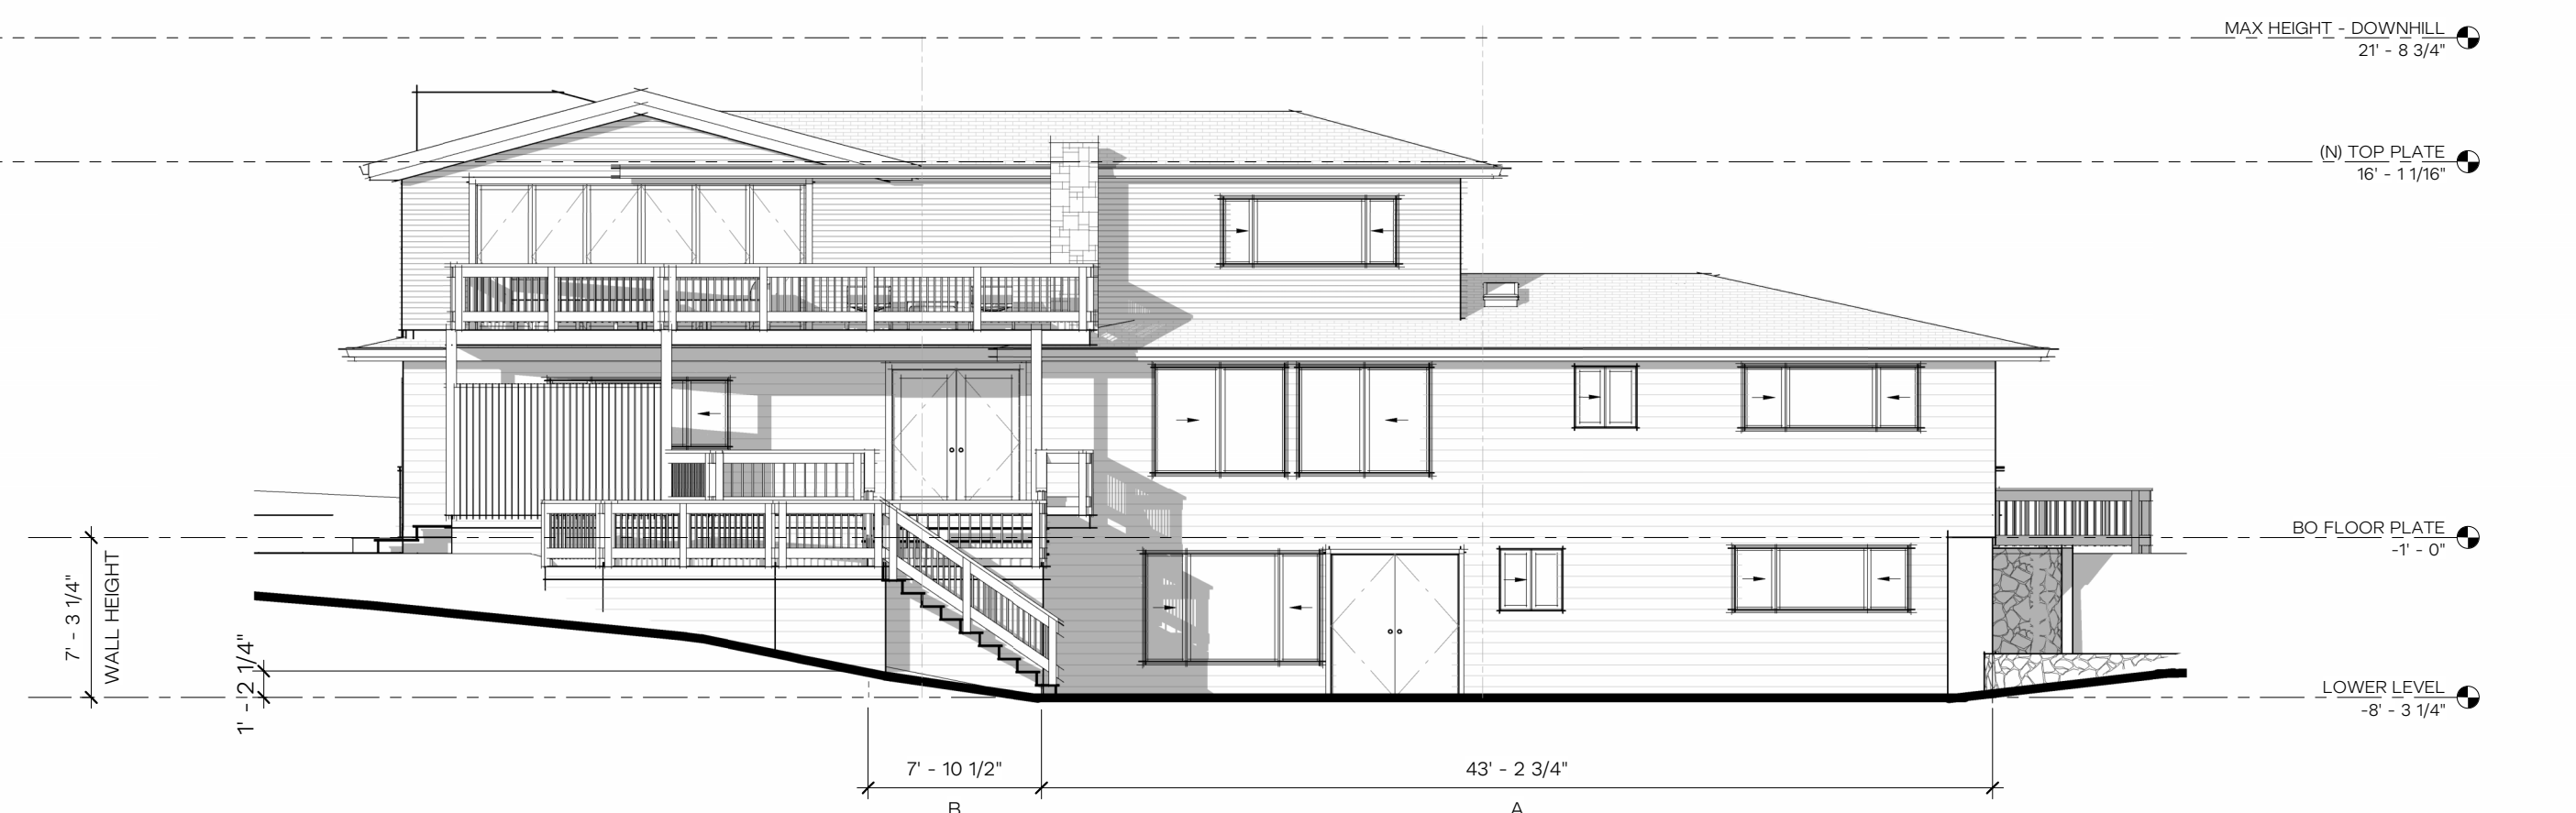 MAX HEIGHT - DOWNHILL
21' - 8 3/4"
(N) TOP PLATE
16' - 1 1/16"
BO FLOOR PLATE
-1' - 0"
7' - 3 1/4"
WALL HEIGHT
1' - 2 1/4"
LOWER LEVEL
-8' - 3 1/4"
7' - 10 1/2"
43' - 2 3/4"
B
A